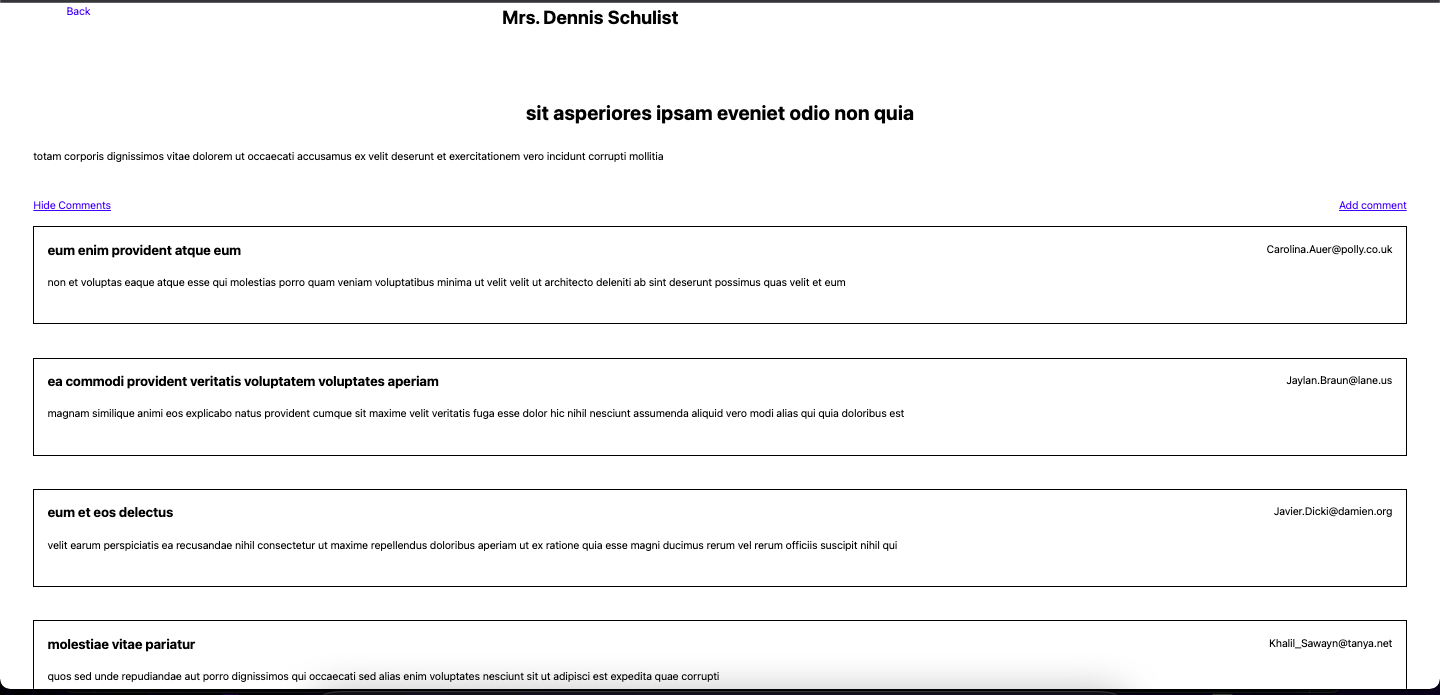 Back
Mrs. Dennis Schulist
sit asperiores ipsam eveniet odio non quia
totam corporis dignissimos vitae dolorem ut occaecati accusamus ex velit deserunt et exercitationem vero incidunt corrupti mollitia
Hide Comments
Add comment
eum enim provident atque eum
Carolina.Auer@polly.co.uk
non et voluptas eaque atque esse qui molestias porro quam veniam voluptatibus minima ut velit velit ut architecto deleniti ab sint deserunt possimus quas velit et eum
ea commodi provident veritatis voluptatem voluptates aperiam
Jaylan.Braun@lane.us
magnam similique animi eos explicabo natus provident cumque sit maxime velit veritatis fuga esse dolor hic nihil nesciunt assumenda aliquid vero modi alias qui quia doloribus est
eum et eos delectus
Javier.Dicki@damien.org
velit earum perspiciatis ea recusandae nihil consectetur ut maxime repellendus doloribus aperiam ut ex ratione quia esse magni ducimus rerum vel rerum officiis suscipit nihil qui
molestiae vitae pariatur
Khalil_Sawayn@tanya.net
quos sed unde repudiandae aut porro dignissimos qui occaecati sed alias enim voluptates nesciunt sit ut adipisci est expedita quae corrupti